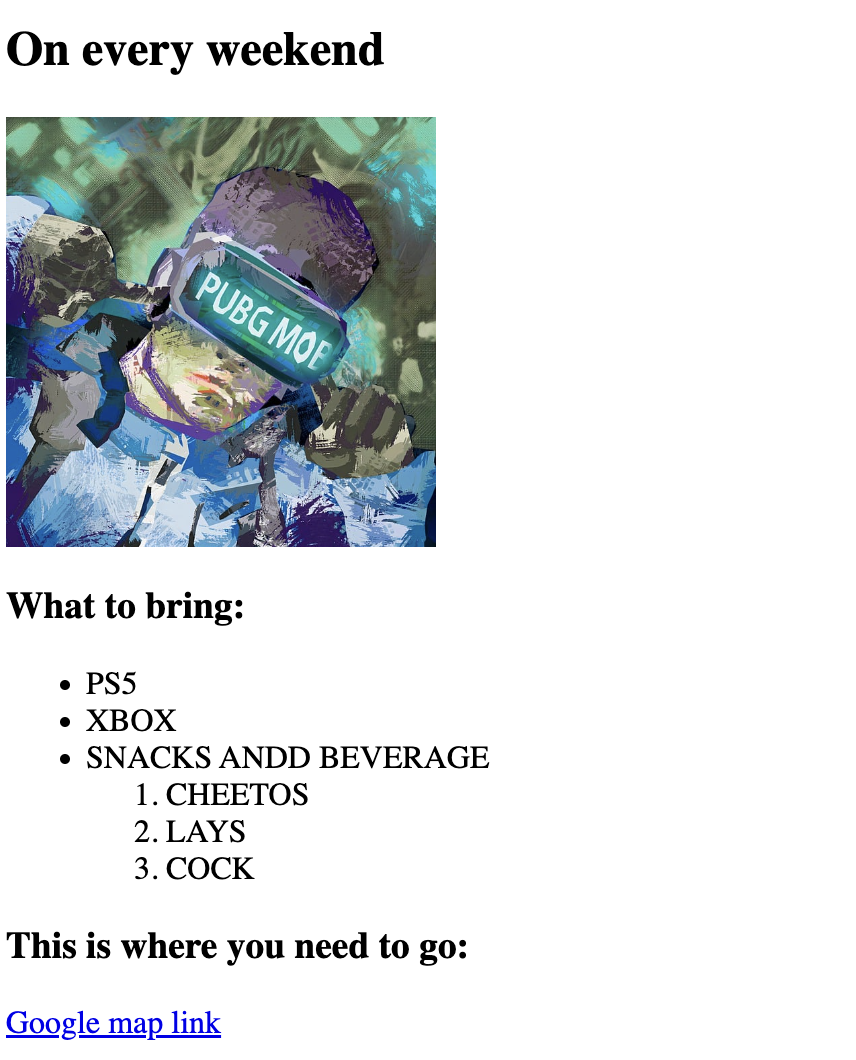 On every weekend
PUBG MOB
What to bring:
PS5
XBOX
SNACKS ANDD BEVERAGE
1. CHEETOS
2. LAYS
3. COCK
This is where you need to go:
Google map link